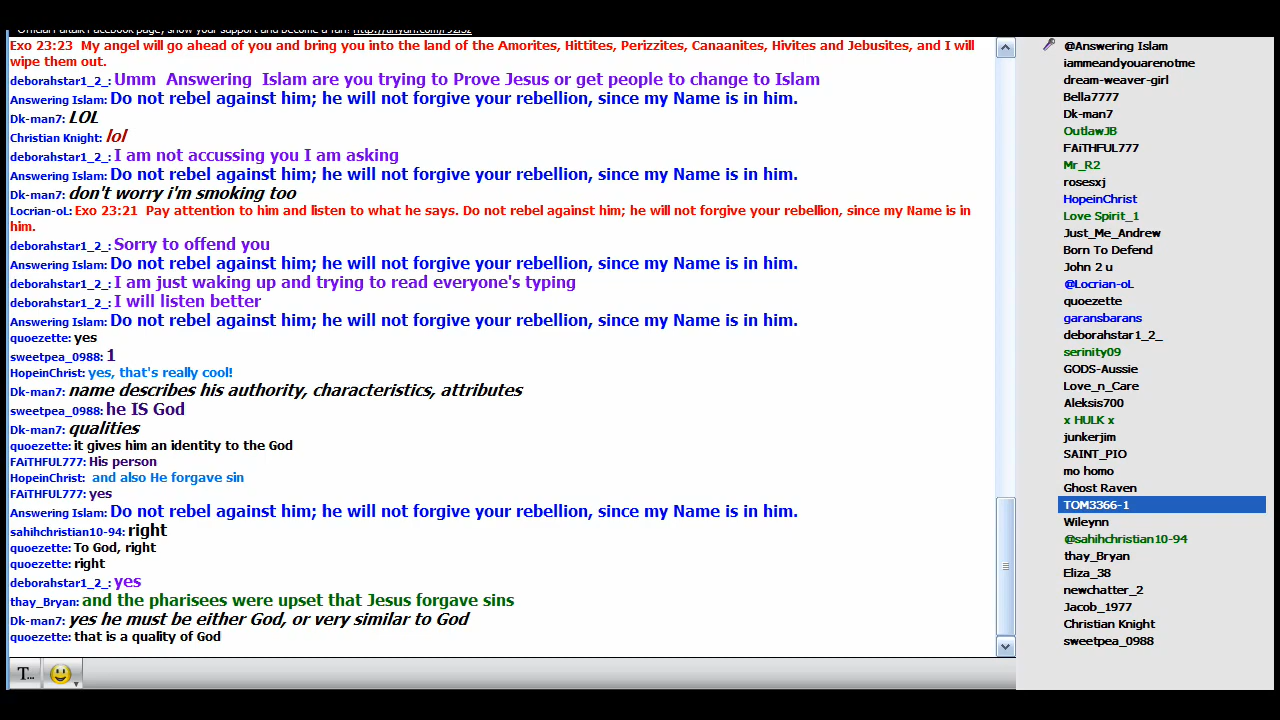 Official Paltalk Facebook page, show your support and become a fan!
Exo 23:23  My angel will go ahead of you and bring you into the land of the Amorites, Hittites, Perizzites, Canaanites, Hivites and Jebusites, and I will
wipe them out.
deborahstar1_2_: Umm  Answering  Islam are you trying to Prove Jesus or get people to change to Islam
Answering Islam: Do not rebel against him; he will not forgive your rebellion, since my Name is in him.
Dk-man7: LOL
Christian Knight: lol
deborahstar1_2_: I am not accussing you I am asking
Answering Islam: Do not rebel against him; he will not forgive your rebellion, since my Name is in him.
Dk-man7: don't worry i'm smoking too
Locrian-oL: Exo 23:21  Pay attention to him and listen to what he says. Do not rebel against him; he will not forgive your rebellion, since my Name is in
him.
deborahstar1_2_: Sorry to offend you
Answering Islam: Do not rebel against him; he will not forgive your rebellion, since my Name is in him.
deborahstar1_2_: I am just waking up and trying to read everyone's typing
deborahstar1_2_: I will listen better
Answering Islam: Do not rebel against him; he will not forgive your rebellion, since my Name is in him.
quoezette: yes
sweetpea_0988: 1
HopeinChrist: yes, that's really cool!
Dk-man7: name describes his authority, characteristics, attributes
sweetpea_0988: he IS God
Dk-man7: qualities
quoezette: it gives him an identity to the God
FAiTHFUL777: His person
HopeinChrist:  and also He forgave sin
FAiTHFUL777: yes
Answering Islam: Do not rebel against him; he will not forgive your rebellion, since my Name is in him.
sahihchristian10-94: right
quoezette: To God, right
quoezette: right
deborahstar1_2_: yes
thay_Bryan: and the pharisees were upset that Jesus forgave sins
Dk-man7: yes he must be either God, or very similar to God
quoezette: that is a quality of God
T...
@Answering Islam
iammeandyouarenotme
dream-weaver-girl
Bella7777
Dk-man7
OutlawJB
FAiTHFUL777
Mr_R2
rosesxj
HopeinChrist
Love Spirit_1
Just_Me_Andrew
Born To Defend
John 2 u
@Locrian-oL
quoezette
garansbarans
deborahstar1_2_
serinity09
GODS-Aussie
Love_n_Care
Aleksis700
x HULK x
junkerjim
SAINT_PIO
mo homo
Ghost Raven
TOM3366-1
Wileynn
@sahihchristian10-94
thay_Bryan
Eliza_38
newchatter_2
Jacob_1977
Christian Knight
sweetpea_0988